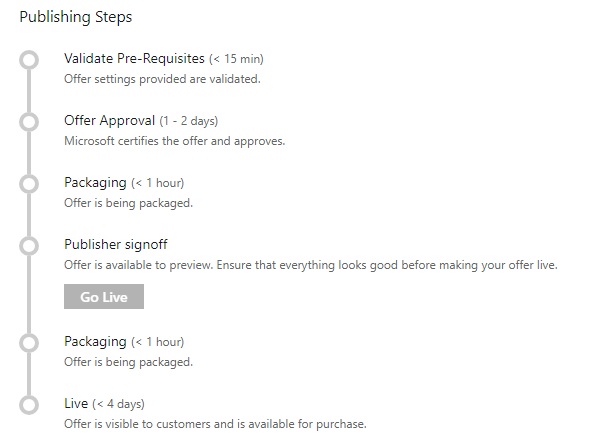 Publishing Steps
Validate Pre-Requisites (< 15 min)
Offer settings provided are validated.
Offer Approval (1 - 2 days)
Microsoft certifies the offer and approves.
Packaging (< 1 hour)
Offer is being packaged.
Publisher signoff
Offer is available to preview. Ensure that everything looks good before making your offer live.
Go Live
Packaging (< 1 hour)
Offer is being packaged.
Live (< 4 days)
Offer is visible to customers and is available for purchase.